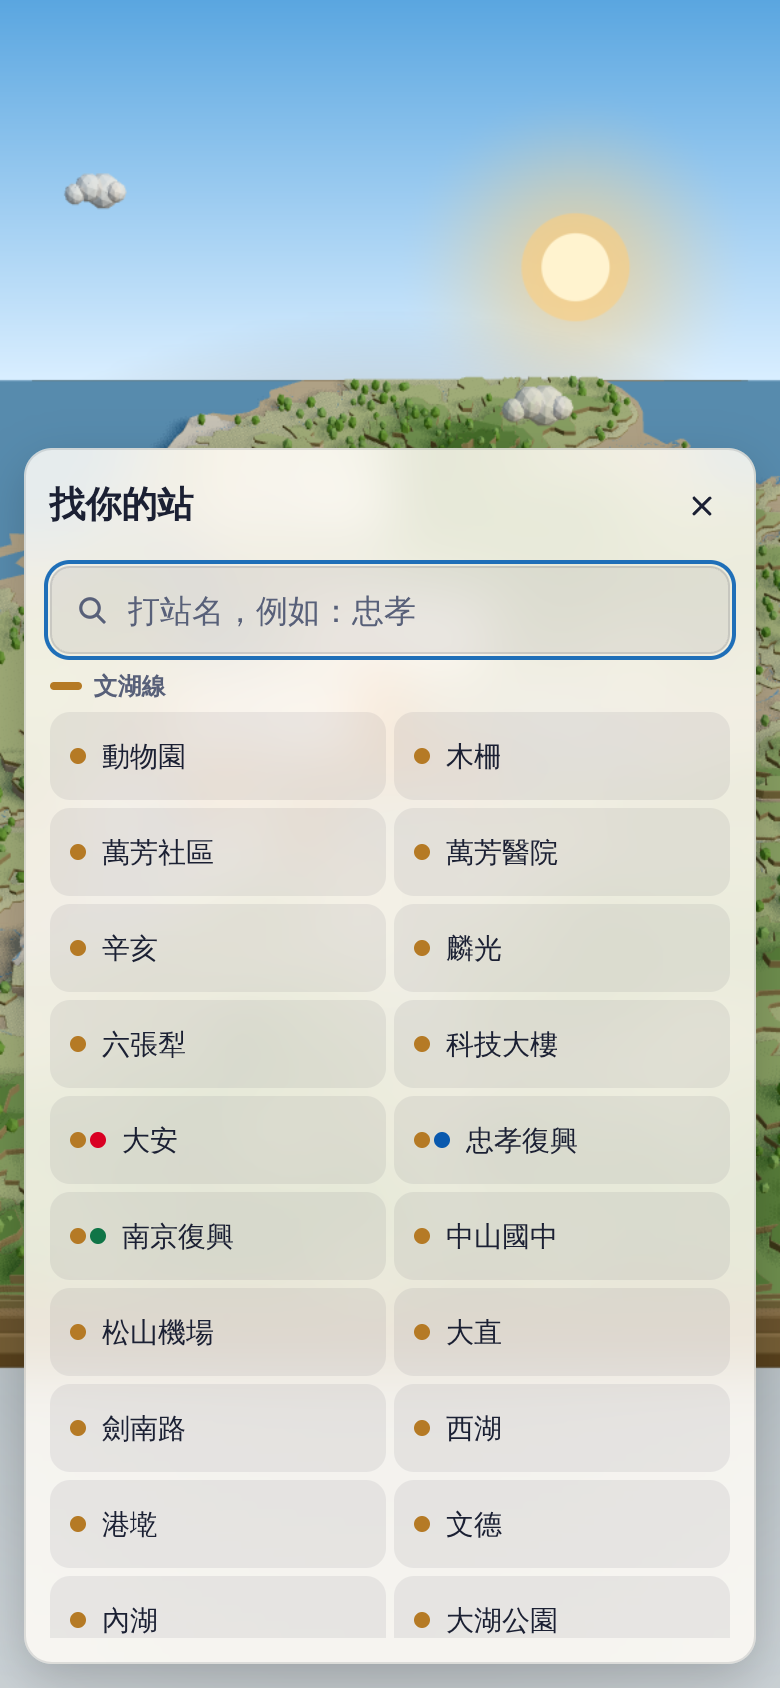 找你的站
打站名，例如：忠孝
文湖線
動物園
木柵
萬芳社區
萬芳醫院
辛亥
麟光
六張犁
科技大樓
大安
忠孝復興
南京復興
中山國中
松山機場
大直
劍南路
西湖
港墘
文德
內湖
大湖公園